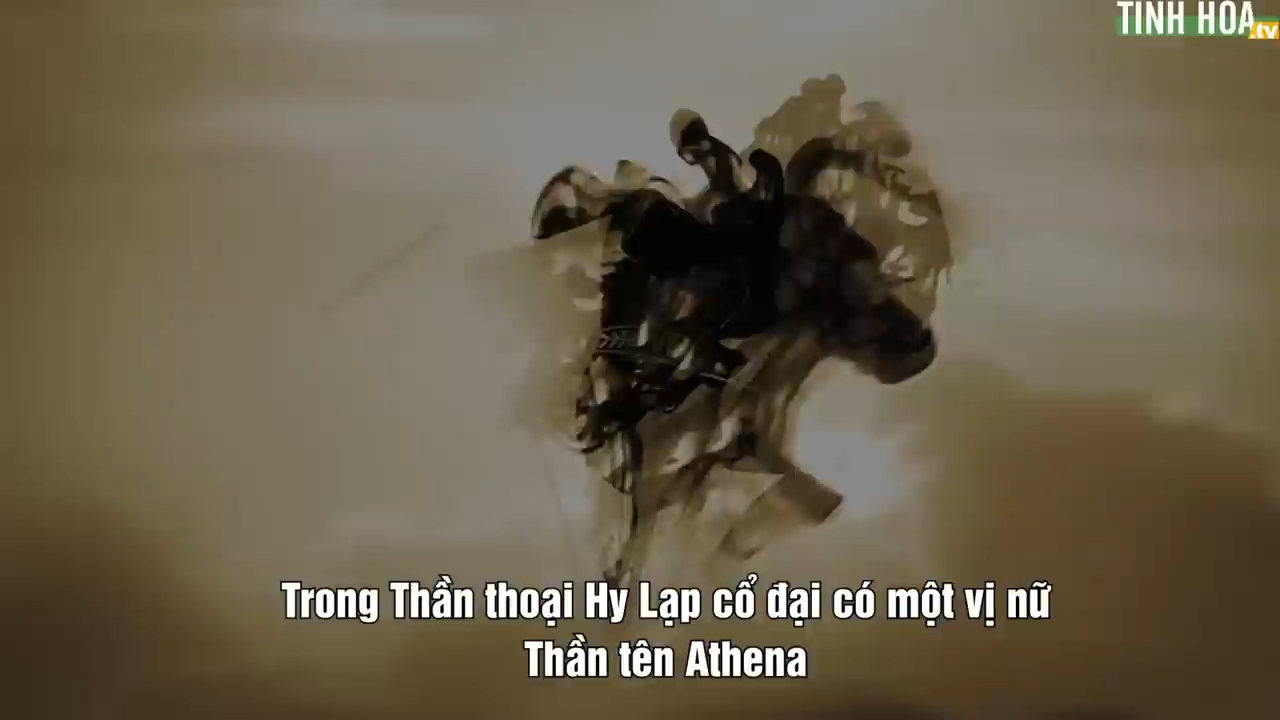 TINH HOA
.tv
Trong Thần thoại Hy Lạp cổ đại có một vị nữ
Thần tên Athena